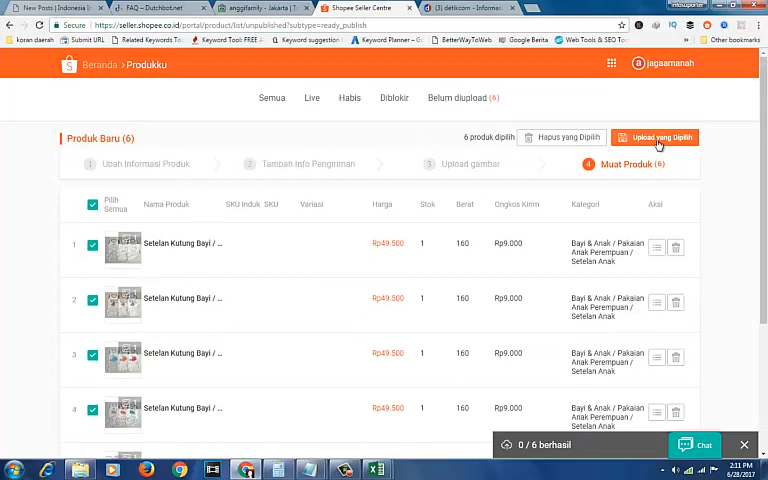 New Posts | Indonesia In
FAQ – Dutchbotnet
anggifamily - Jakarta | T
Shopee Seller Centre
(3) detikcom - Informas
infosuporter
Secure
https://seller.shopee.co.id/portal/product/list/unpublished?subtype=ready_publish
koran daerah
Submit URL
Related Keywords To
Keyword Tool: FREE A
Keyword suggestion
Keyword Planner – G
BetterWayToWeb
Google Berita
Web Tools & SEO To
»
Other bookmarks
Beranda > Produkku
jagaamanah
Semua
Live
Habis
Diblokir
Belum diupload (6)
Produk Baru (6)
6 produk dipilih
Hapus yang Dipilih
Upload yang Dipilih
1 Ubah Informasi Produk
2 Tambah Info Pengiriman
3 Upload gambar
4 Muat Produk (6)
Pilih Semua
Nama Produk
SKU Induk
SKU
Variasi
Harga
Stok
Berat
Ongkos Kirim
Kategori
Aksi
1 Setelan Kutung Bayi / ... Rp49.500 1 160 Rp9.000 Bayi & Ank / Pakaian
Anak Perempuan /
Setelan Anak
2 Setelan Kutung Bayi / ... Rp49.500 1 160 Rp9.000 Bayi & Anak / Pakaian
Anak Perempuan /
Setelan Anak
3 Setelan Kutung Bayi / ... Rp49.500 1 160 Rp9.000 Bayi & Anak / Pakaian
Anak Perempuan /
Setelan Anak
4 Setelan Kutung Bayi / ... Rp49.500 1 160 Rp9.000 Bayi & Anak / Pakaian
Anak Perempuan /
0 / 6 berhasil
Chat
2:11 PM
6/28/2017